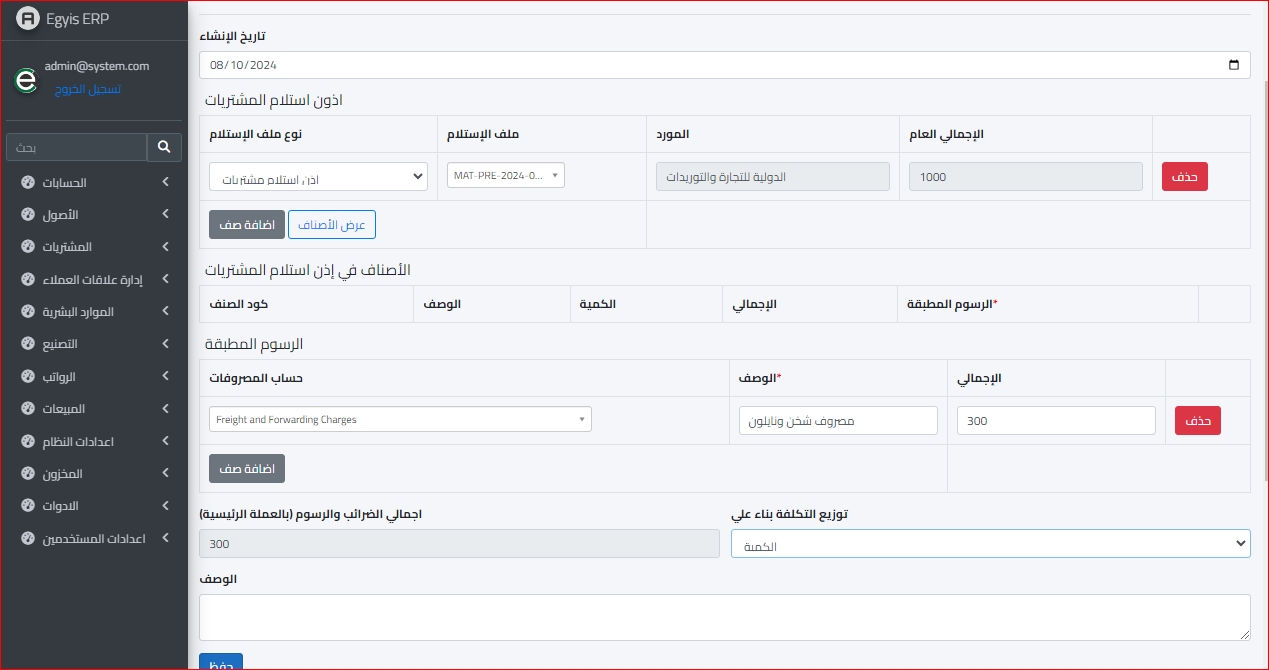 Egyis ERP
admin@system.com
تسجيل الخروج
بحث
الحسابات
الأصول
المشتريات
إدارة علاقات العملاء
الموارد البشرية
التصنيع
الرواتب
المبيعات
اعدادات النظام
المخزون
الادوات
اعدادات المستخدمين
تاريخ الإنشاء
08/10/2024
اذون استلام المشتريات
نوع ملف الإستلام
ملف الإستلام
المورد
الإجمالي العام
اذن استلام مشتريات
MAT-PRE-2024-0...
الدولية للتجارة والتوريدات
1000
حذف
اضافة صف
عرض الأصناف
الأصناف في إذن استلام المشتريات
كود الصنف
الوصف
الكمية
الإجمالي
الرسوم المطبقة*
الرسوم المطبقة
حساب المصروفات
الوصف*
الإجمالي
Freight and Forwarding Charges
مصروف شخن ونايلون
300
حذف
اضافة صف
اجمالي الضرائب والرسوم (بالعملة الرئيسية)
توزيع التكلفة بناء علي
300
الكمية
الوصف
حفظ